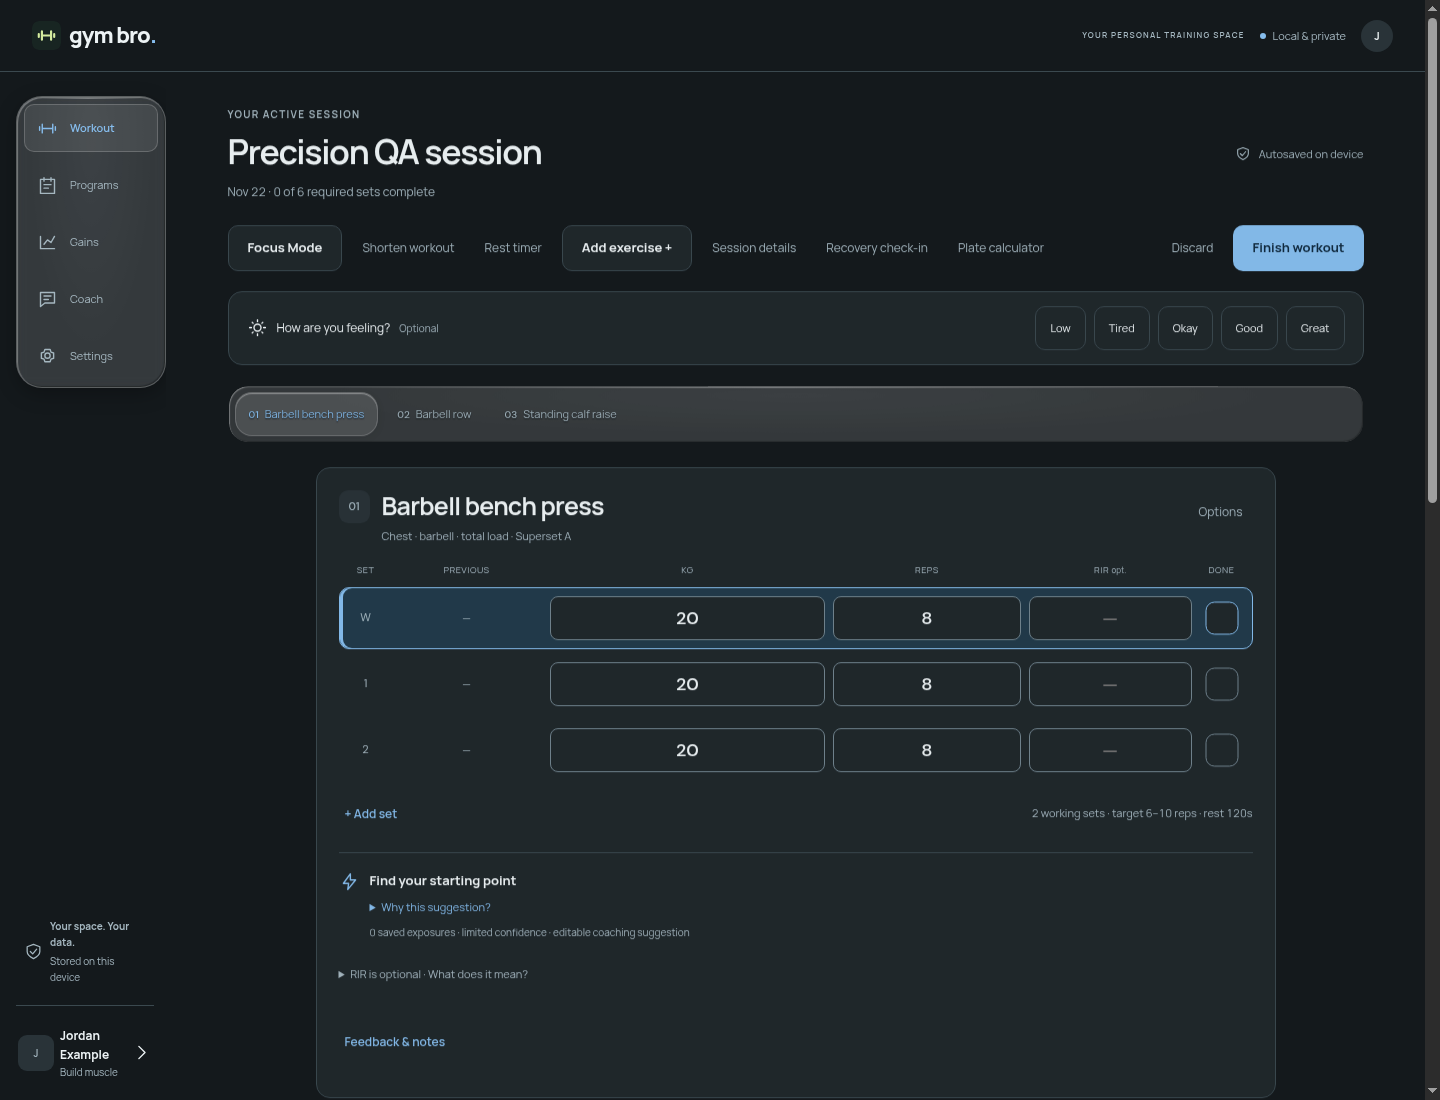 gym bro.
YOUR PERSONAL TRAINING SPACE
Local & private
J
Workout
Programs
Gains
Coach
Settings
Your space. Your
data.
Stored on this
device
J
Jordan
Example
Build muscle
YOUR ACTIVE SESSION
Precision QA session
Autosaved on device
Nov 22 · 0 of 6 required sets complete
Focus Mode
Shorten workout
Rest timer
Add exercise +
Session details
Recovery check-in
Plate calculator
Discard
Finish workout
How are you feeling? Optional
Low
Tired
Okay
Good
Great
01 Barbell bench press
02 Barbell row
03 Standing calf raise
01
Barbell bench press
Options
Chest · barbell · total load · Superset A
SET PREVIOUS KG REPS RIR opt. DONE
W – 20 8 —
1 – 20 8 —
2 – 20 8 —
+ Add set
2 working sets · target 6–10 reps · rest 120s
Find your starting point
Why this suggestion?
0 saved exposures · limited confidence · editable coaching suggestion
RIR is optional · What does it mean?
Feedback & notes